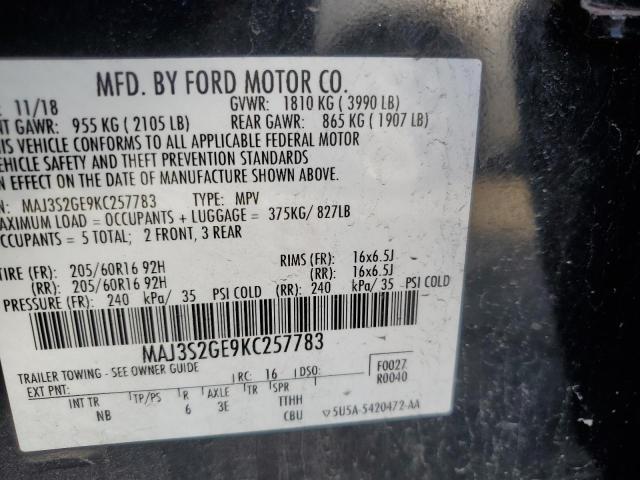 MFD. BY FORD MOTOR CO.
11/18 GVWR: 1810 KG ( 3990 LB)
NT GAWR: 955 KG ( 2105 LB) REAR GAWR: 865 KG ( 1907 LB)
HIS VEHICLE CONFORMS TO ALL APPLICABLE FEDERAL MOTOR
EHICLE SAFETY AND THEFT PREVENTION STANDARDS
N EFFECT ON THE DATE OF MANUFACTURE SHOWN ABOVE.
N: MAJ3S2GE9KC257783 TYPE: MPV
AXIMUM LOAD = OCCUPANTS + LUGGAGE = 375KG/ 827LB
CCUPANTS = 5 TOTAL; 2 FRONT, 3 REAR
TIRE (FR): 205/60R16 92H RIMS (FR): 16x6.5J
(RR): 205/60R16 92H (RR): 16x6.5J
PRESSURE (FR): 240 kPa/ 35 PSI COLD (RR): 240 kPa/ 35 PSI COLD
MAJ3S2GE9KC257783
TRAILER TOWING - SEE OWNER GUIDE
EXT PNT: RC: 16 DSO: F0027
R0040
INT TR TP/PS R AXLE TR SPR
NB 6 3E TTHH
CBU 5U5A-5420472-AA